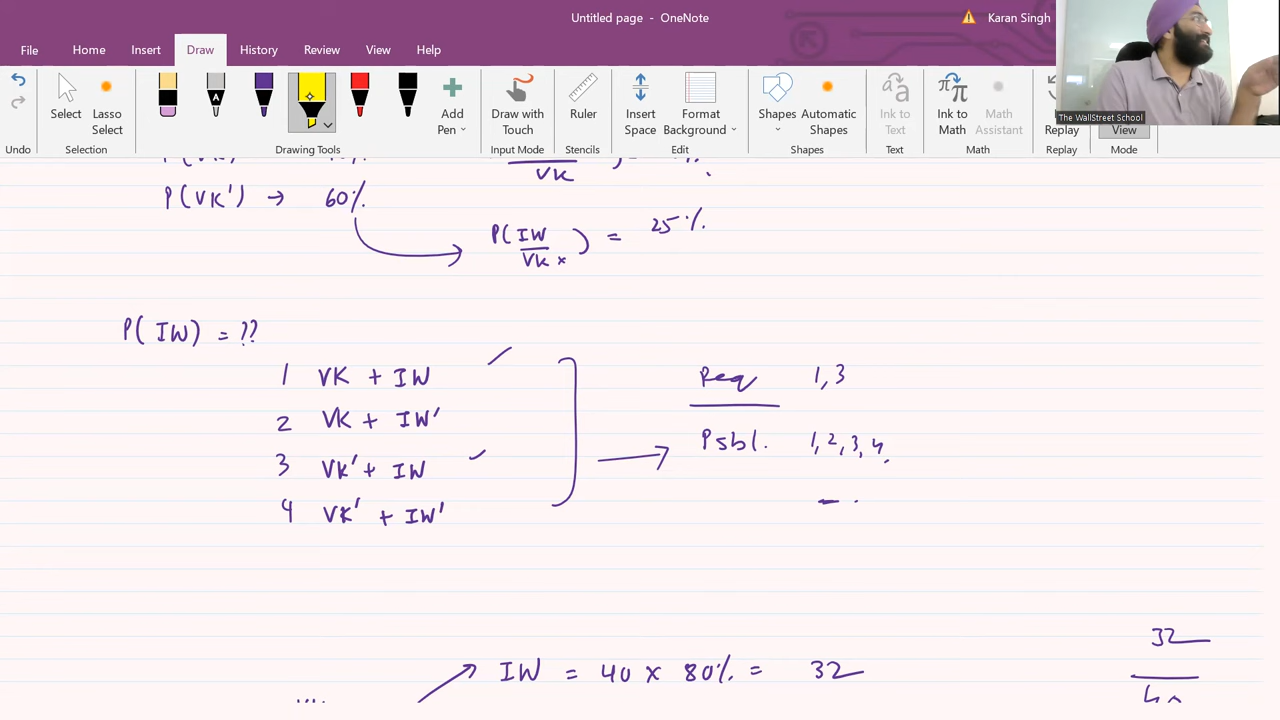 Untitled page - OneNote
Karan Singh
File Home Insert Draw History Review View Help
Select
Lasso Select
Add Pen
Draw with Touch
Ruler
Insert Space
Format Background
Shapes
Automatic Shapes
Ink to Text
Ink to Math
Math Assistant
Replay
View
Undo
Selection
Drawing Tools
Input Mode
Stencils
Edit
Shapes
Text
Math
Replay
Mode
The WallStreet School
VK
P(VK') → 60%.
P(IW/VK×) = 25%.
P(IW) = ??
1 VK + IW
2 VK + IW'
3 VK' + IW
4 VK' + IW'
Req 1,3
Psbl. 1,2,3,4.
IW = 40 × 80% = 32
32